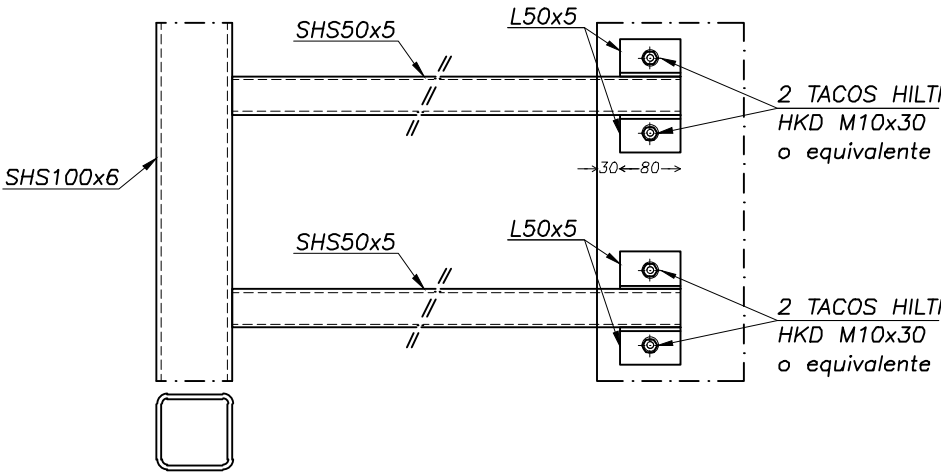 SHS50x5
L50x5
2 TACOS HILTI
HKD M10x30
o equivalente
30 80
SHS100x6
SHS50x5
L50x5
2 TACOS HILTI
HKD M10x30
o equivalente